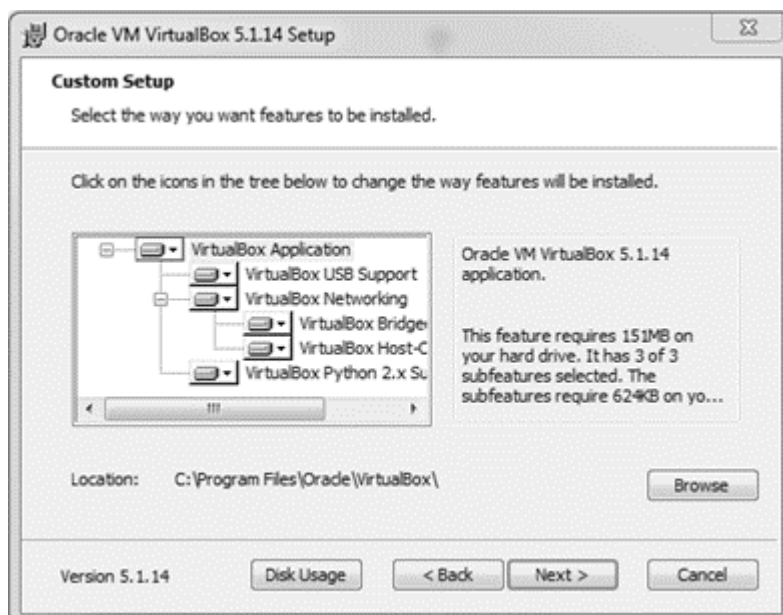 Oracle VM VirtualBox 5.1.14 Setup
Custom Setup
Select the way you want features to be installed.
Click on the icons in the tree below to change the way features will be installed.
VirtualBox Application
VirtualBox USB Support
VirtualBox Networking
VirtualBox Bridge
VirtualBox Host-C
VirtualBox Python 2.x Su
Oracle VM VirtualBox 5.1.14
application.
This feature requires 151MB on
your hard drive. It has 3 of 3
subfeatures selected. The
subfeatures require 624KB on yo...
Location: C:\Program Files\Oracle\VirtualBox\
Browse
Version 5.1.14
Disk Usage
< Back
Next >
Cancel